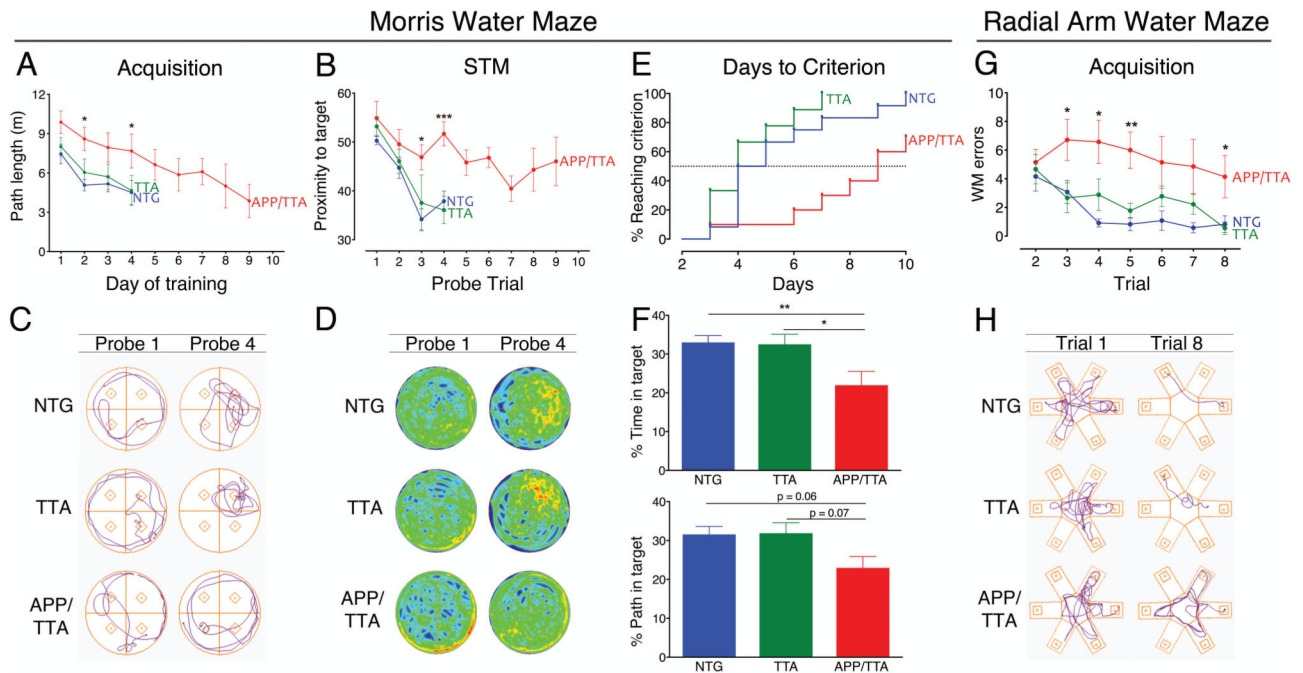 Morris Water Maze
Radial Arm Water Maze
A
Acquisition
Path length (m)
12
9
6
3
0
*
*
TTA
NTG
APP/TTA
1 2 3 4 5 6 7 8 9 10
Day of training
B
STM
Proximity to target
60
50
40
30
*
***
APP/TTA
NTG
TTA
1 2 3 4 5 6 7 8 9 10
Probe Trial
E
Days to Criterion
% Reaching criterion
100
80
60
40
20
0
TTA
NTG
APP/TTA
2 4 6 8 10
Days
G
Acquisition
WM errors
10
8
6
4
2
0
*
*
**
*
APP/TTA
NTG
TTA
2 3 4 5 6 7 8
Trial
C
Probe 1 Probe 4
NTG
TTA
APP/
TTA
D
Probe 1 Probe 4
NTG
TTA
APP/
TTA
F
% Time in target
40
30
20
10
0
**
*
NTG TTA APP/TTA
% Path in target
40
30
20
10
0
p = 0.06
p = 0.07
NTG TTA APP/TTA
H
Trial 1 Trial 8
NTG
TTA
APP/
TTA